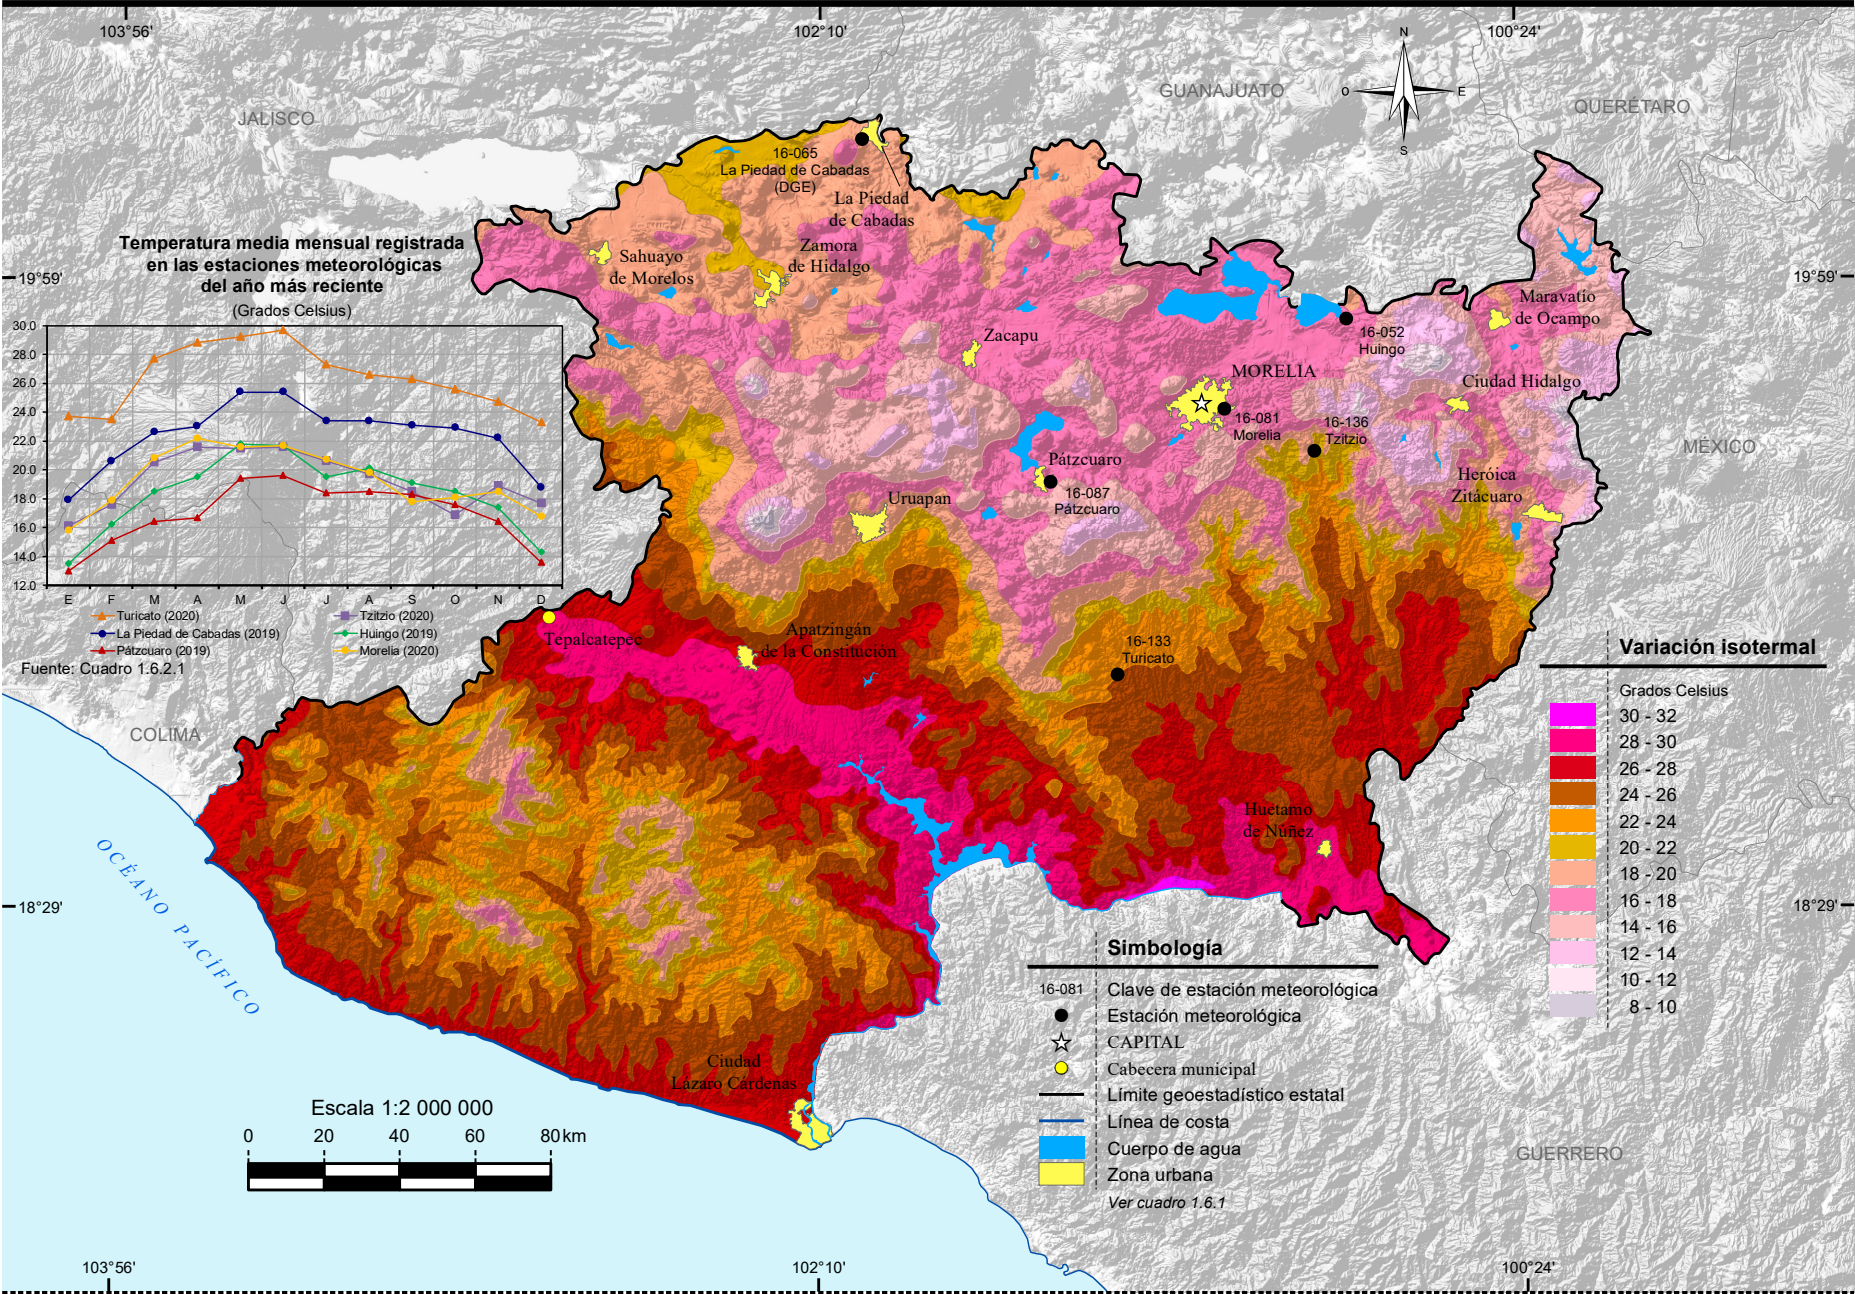 103°56'
102°10'
100°24'
N
O
E
S
JALISCO
GUANAJUATO
QUERÉTARO
16-065
La Piedad de Cabadas
(DGE)
La Piedad
de Cabadas
Temperatura media mensual registrada
en las estaciones meteorológicas
del año más reciente
(Grados Celsius)
19°59'
19°59'
Sahuayo
de Morelos
Zamora
de Hidalgo
Maravatío
de Ocampo
Zacapu
16-052
Huingo
MORELIA
Ciudad Hidalgo
16-081
Morelia
16-136
Tzitzio
MÉXICO
Pátzcuaro
16-087
Pátzcuaro
Heróica
Zitácuaro
Uruapan
30.0
28.0
26.0
24.0
22.0
20.0
18.0
16.0
14.0
12.0
E F M A M J J A S O N D
Turicato (2020)
Tzitzio (2020)
La Piedad de Cabadas (2019)
Huingo (2019)
Pátzcuaro (2019)
Morelia (2020)
Fuente: Cuadro 1.6.2.1
Tepalcatepec
Apatzingán
de la Constitución
16-133
Turicato
COLIMA
Huetamo
de Núñez
OCÉANO PACÍFICO
18°29'
18°29'
Ciudad
Lázaro Cárdenas
GUERRERO
Variación isotermal
Grados Celsius
30 - 32
28 - 30
26 - 28
24 - 26
22 - 24
20 - 22
18 - 20
16 - 18
14 - 16
12 - 14
10 - 12
8 - 10
Simbología
16-081 Clave de estación meteorológica
Estación meteorológica
CAPITAL
Cabecera municipal
Límite geoestadístico estatal
Línea de costa
Cuerpo de agua
Zona urbana
Ver cuadro 1.6.1
Escala 1:2 000 000
0 20 40 60 80 km
103°56'
102°10'
100°24'